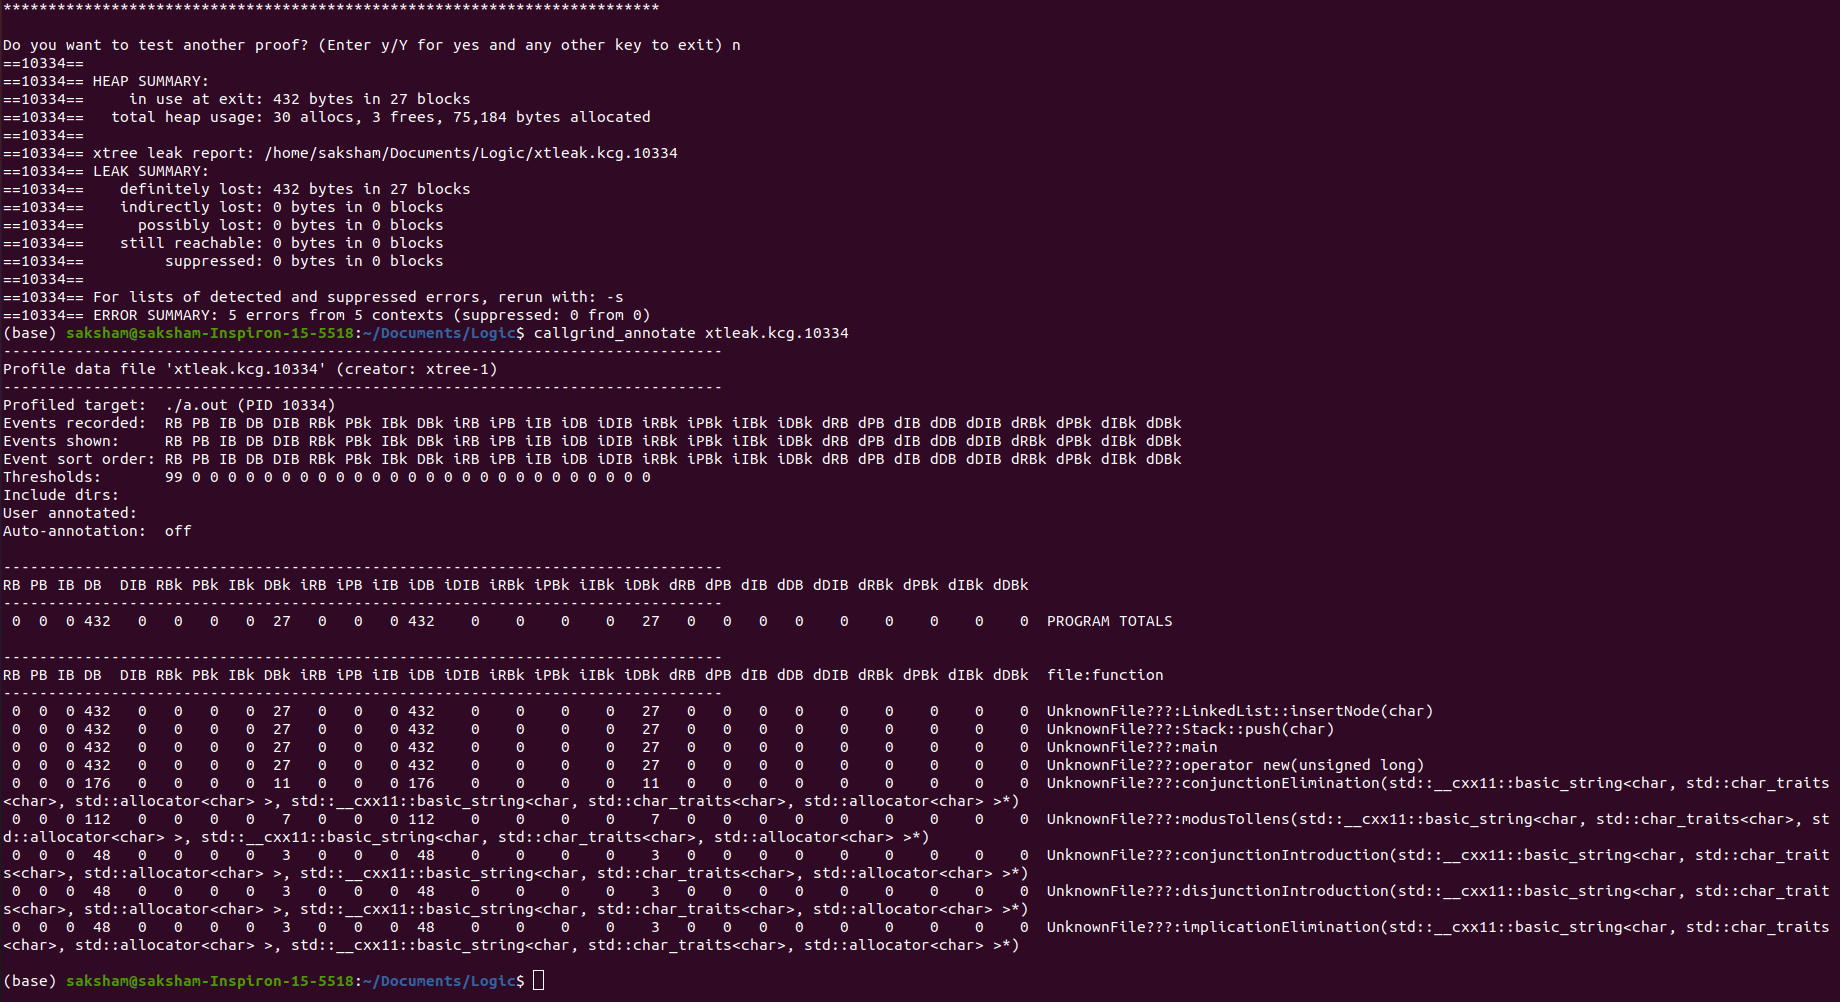 *************************************************************************
Do you want to test another proof? (Enter y/Y for yes and any other key to exit) n
==10334==
==10334== HEAP SUMMARY:
==10334==     in use at exit: 432 bytes in 27 blocks
==10334==   total heap usage: 30 allocs, 3 frees, 75,184 bytes allocated
==10334==
==10334== xtree leak report: /home/saksham/Documents/Logic/xtleak.kcg.10334
==10334== LEAK SUMMARY:
==10334==    definitely lost: 432 bytes in 27 blocks
==10334==    indirectly lost: 0 bytes in 0 blocks
==10334==      possibly lost: 0 bytes in 0 blocks
==10334==    still reachable: 0 bytes in 0 blocks
==10334==         suppressed: 0 bytes in 0 blocks
==10334==
==10334== For lists of detected and suppressed errors, rerun with: -s
==10334== ERROR SUMMARY: 5 errors from 5 contexts (suppressed: 0 from 0)
(base) saksham@saksham-Inspiron-15-5518:~/Documents/Logic$ callgrind_annotate xtleak.kcg.10334
--------------------------------------------------------------------------------
Profile data file 'xtleak.kcg.10334' (creator: xtree-1)
--------------------------------------------------------------------------------
Profiled target:  ./a.out (PID 10334)
Events recorded:  RB PB IB DB DIB RBk PBk IBk DBk iRB iPB iIB iDB iDIB iRBk iPBk iIBk iDBk dRB dPB dIB dDB dDIB dRBk dPBk dIBk dDBk
Events shown:     RB PB IB DB DIB RBk PBk IBk DBk iRB iPB iIB iDB iDIB iRBk iPBk iIBk iDBk dRB dPB dIB dDB dDIB dRBk dPBk dIBk dDBk
Event sort order: RB PB IB DB DIB RBk PBk IBk DBk iRB iPB iIB iDB iDIB iRBk iPBk iIBk iDBk dRB dPB dIB dDB dDIB dRBk dPBk dIBk dDBk
Thresholds:       99 0 0 0 0 0 0 0 0 0 0 0 0 0 0 0 0 0 0 0 0 0 0 0 0 0 0
Include dirs:
User annotated:
Auto-annotation:  off
--------------------------------------------------------------------------------
RB PB IB DB  DIB RBk PBk IBk DBk iRB iPB iIB iDB iDIB iRBk iPBk iIBk iDBk dRB dPB dIB dDB dDIB dRBk dPBk dIBk dDBk
--------------------------------------------------------------------------------
 0  0  0 432   0   0   0   0  27   0   0   0 432    0    0    0    0   27   0   0   0   0    0    0    0    0    0  PROGRAM TOTALS
--------------------------------------------------------------------------------
RB PB IB DB  DIB RBk PBk IBk DBk iRB iPB iIB iDB iDIB iRBk iPBk iIBk iDBk dRB dPB dIB dDB dDIB dRBk dPBk dIBk dDBk  file:function
--------------------------------------------------------------------------------
 0  0  0 432   0   0   0   0  27   0   0   0 432    0    0    0    0   27   0   0   0   0    0    0    0    0    0  UnknownFile???:LinkedList::insertNode(char)
 0  0  0 432   0   0   0   0  27   0   0   0 432    0    0    0    0   27   0   0   0   0    0    0    0    0    0  UnknownFile???:Stack::push(char)
 0  0  0 432   0   0   0   0  27   0   0   0 432    0    0    0    0   27   0   0   0   0    0    0    0    0    0  UnknownFile???:main
 0  0  0 432   0   0   0   0  27   0   0   0 432    0    0    0    0   27   0   0   0   0    0    0    0    0    0  UnknownFile???:operator new(unsigned long)
 0  0  0 176   0   0   0   0  11   0   0   0 176    0    0    0    0   11   0   0   0   0    0    0    0    0    0  UnknownFile???:conjunctionElimination(std::__cxx11::basic_string<char, std::char_traits
<char>, std::allocator<char> >, std::__cxx11::basic_string<char, std::char_traits<char>, std::allocator<char> >*)
 0  0  0 112   0   0   0   0   7   0   0   0 112    0    0    0    0    7   0   0   0   0    0    0    0    0    0  UnknownFile???:modusTollens(std::__cxx11::basic_string<char, std::char_traits<char>, st
d::allocator<char> >, std::__cxx11::basic_string<char, std::char_traits<char>, std::allocator<char> >*)
 0  0  0  48   0   0   0   0   3   0   0   0  48    0    0    0    0    3   0   0   0   0    0    0    0    0    0  UnknownFile???:conjunctionIntroduction(std::__cxx11::basic_string<char, std::char_trait
s<char>, std::allocator<char> >, std::__cxx11::basic_string<char, std::char_traits<char>, std::allocator<char> >*)
 0  0  0  48   0   0   0   0   3   0   0   0  48    0    0    0    0    3   0   0   0   0    0    0    0    0    0  UnknownFile???:disjunctionIntroduction(std::__cxx11::basic_string<char, std::char_trait
s<char>, std::allocator<char> >, std::__cxx11::basic_string<char, std::char_traits<char>, std::allocator<char> >*)
 0  0  0  48   0   0   0   0   3   0   0   0  48    0    0    0    0    3   0   0   0   0    0    0    0    0    0  UnknownFile???:implicationElimination(std::__cxx11::basic_string<char, std::char_traits
<char>, std::allocator<char> >, std::__cxx11::basic_string<char, std::char_traits<char>, std::allocator<char> >*)
(base) saksham@saksham-Inspiron-15-5518:~/Documents/Logic$